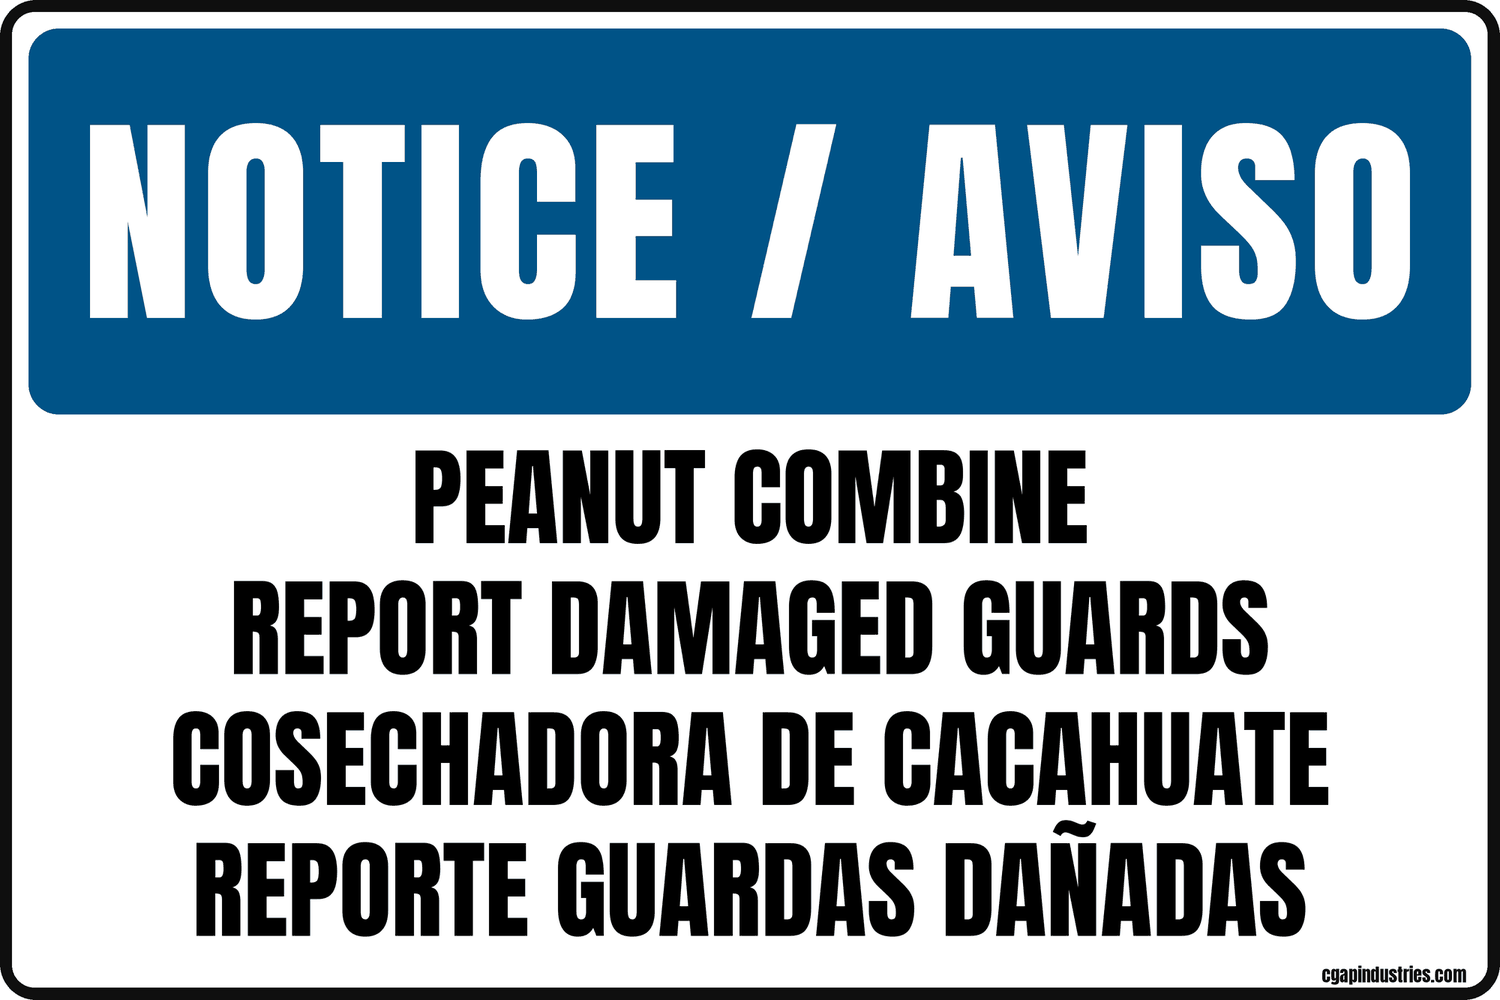 NOTICE / AVISO
PEANUT COMBINE
REPORT DAMAGED GUARDS
COSECHADORA DE CACAHUATE
REPORTE GUARDAS DAÑADAS
cgapindustries.com